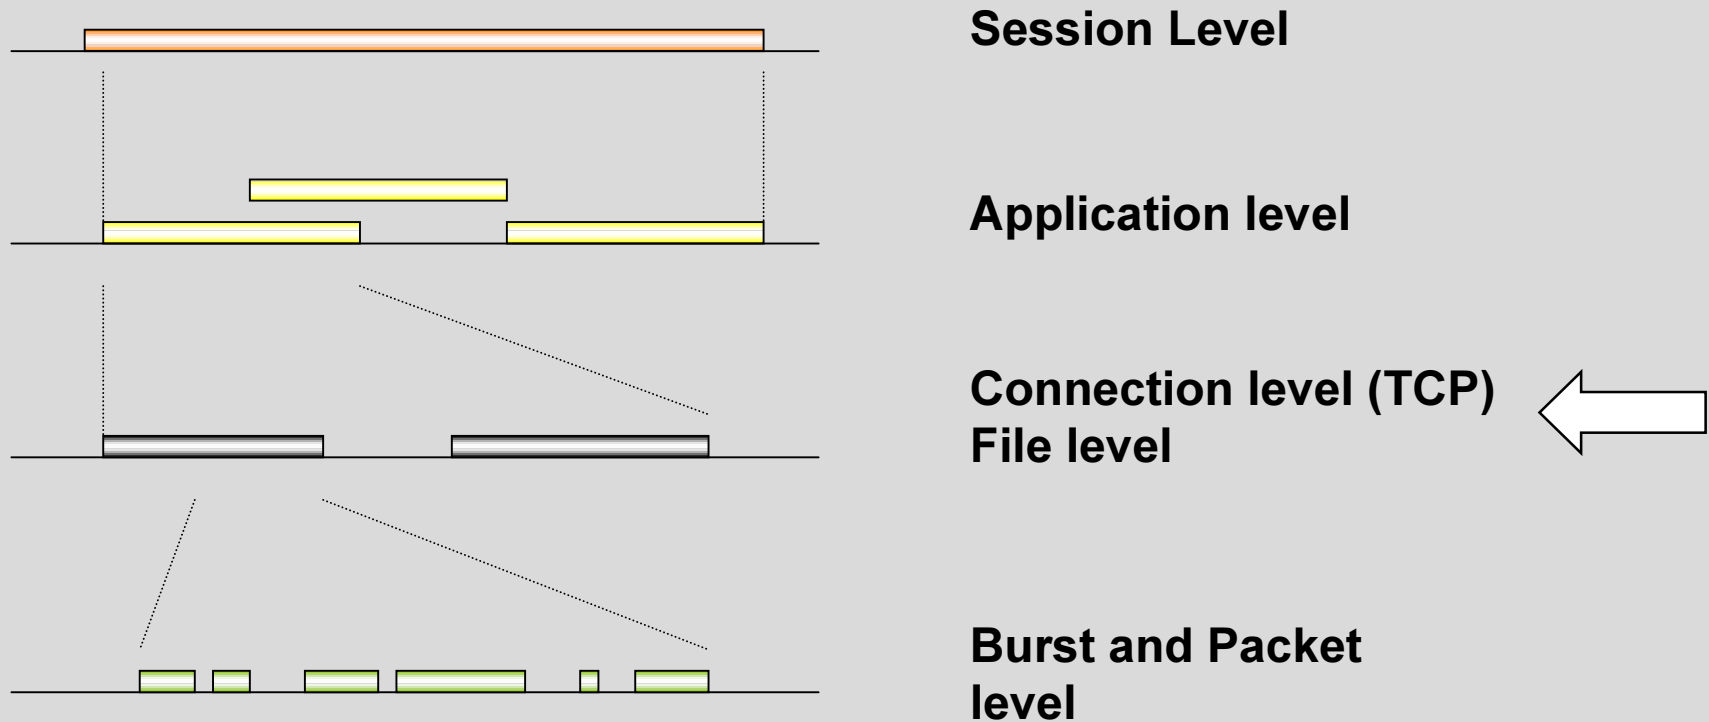 Session Level
Application level
Connection level (TCP)
File level
Burst and Packet
level